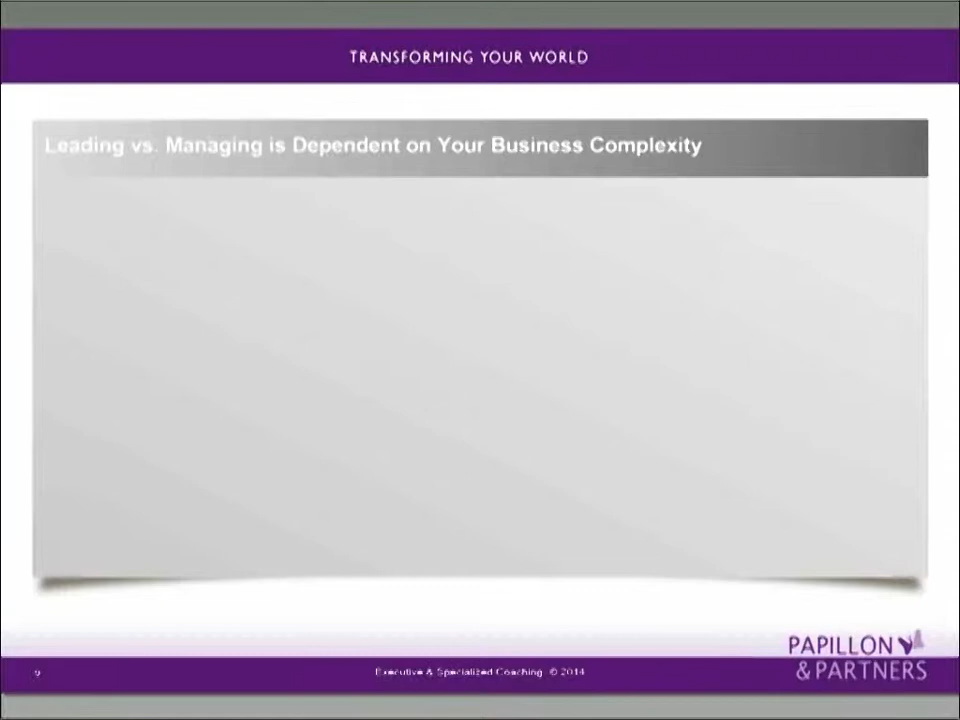 TRANSFORMING YOUR WORLD
Leading vs. Managing is Dependent on Your Business Complexity
PAPILLON
& PARTNERS
9
Executive & Specialized Coaching © 2014